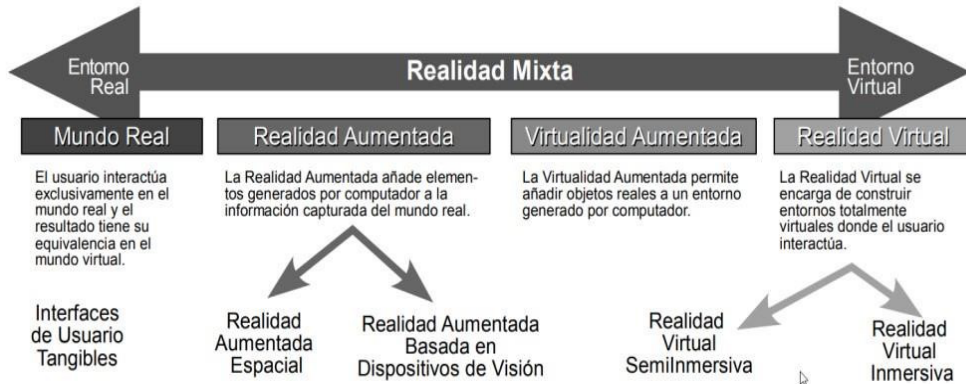 Entorno
Real
Realidad Mixta
Entorno
Virtual
Mundo Real
Realidad Aumentada
Virtualidad Aumentada
Realidad Virtual
El usuario interactúa
exclusivamente en el
mundo real y el
resultado tiene su
equivalencia en el
mundo virtual.
La Realidad Aumentada añade elemen-
tos generados por computador a la
información capturada del mundo real.
La Virtualidad Aumentada permite
añadir objetos reales a un entorno
generado por computador.
La Realidad Virtual se
encarga de construir
entornos totalmente
virtuales donde el usuario
interactúa.
Interfaces
de Usuario
Tangibles
Realidad
Aumentada
Espacial
Realidad Aumentada
Basada en
Dispositivos de Visión
Realidad
Virtual
SemiInmersiva
Realidad
Virtual
Inmersiva